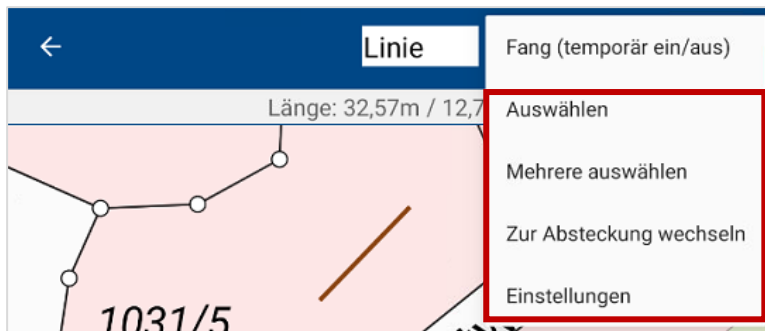 Linie
Fang (temporär ein/aus)
Länge: 32,57m / 12,7
Auswählen
Mehrere auswählen
Zur Absteckung wechseln
Einstellungen
1031/5